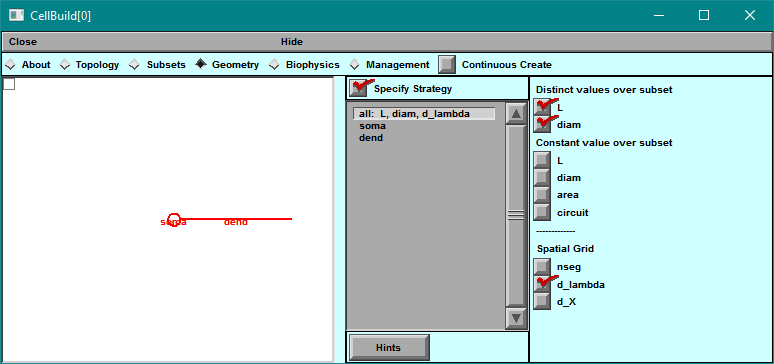 CellBuild[0]
Close Hide
About Topology Subsets Geometry Biophysics Management Continuous Create
Specify Strategy
all: L, diam, d_lambda
soma
dend
soma dend
Hints
Distinct values over subset
L
diam
Constant value over subset
L
diam
area
circuit
-------------
Spatial Grid
nseg
d_lambda
d_X